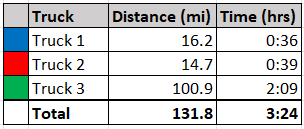 Truck Distance (mi) Time (hrs)
Truck 1 16.2 0:36
Truck 2 14.7 0:39
Truck 3 100.9 2:09
Total 131.8 3:24